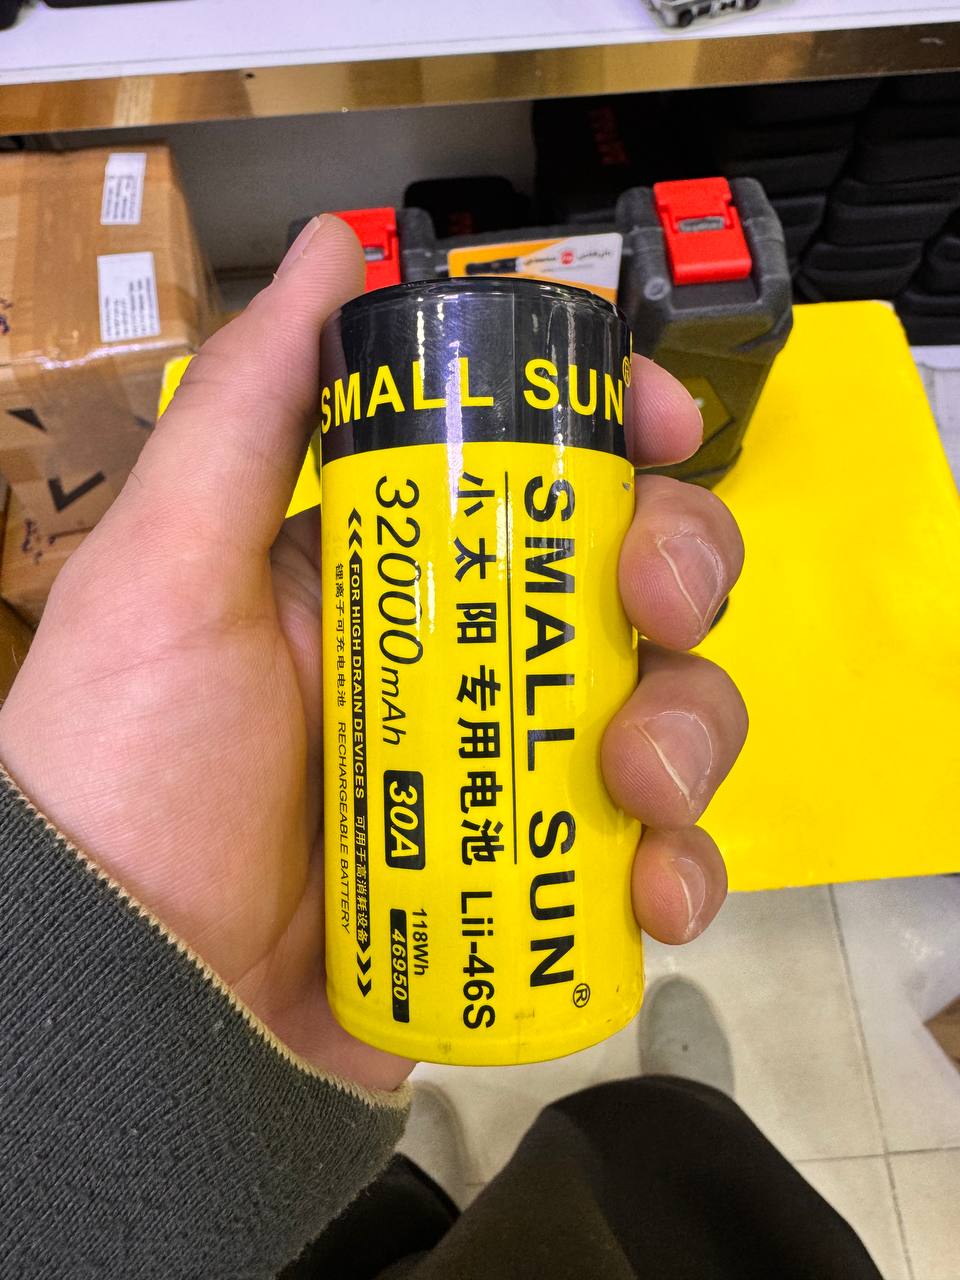 SMALL SUN®
SMALL SUN®
小太阳专用电池 Lii-46S
32000mAh 30A 118Wh
46950
FOR HIGH DRAIN DEVICES 可用于高消耗设备
锂离子可充电电池 RECHARGEABLE BATTERY